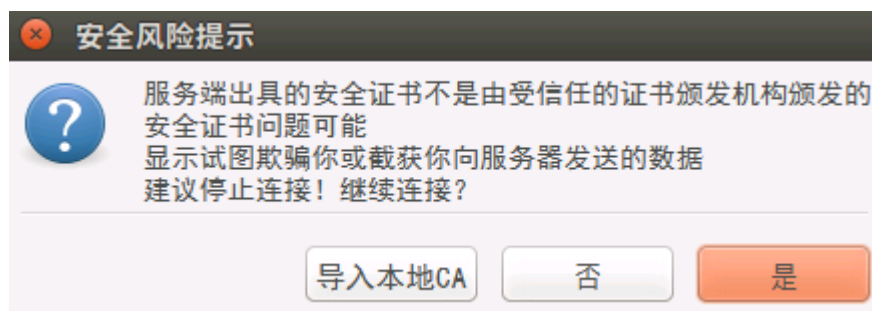 安全风险提示
服务端出具的安全证书不是由受信任的证书颁发机构颁发的
安全证书问题可能
显示试图欺骗你或截获你向服务器发送的数据
建议停止连接！继续连接？
导入本地CA 否 是